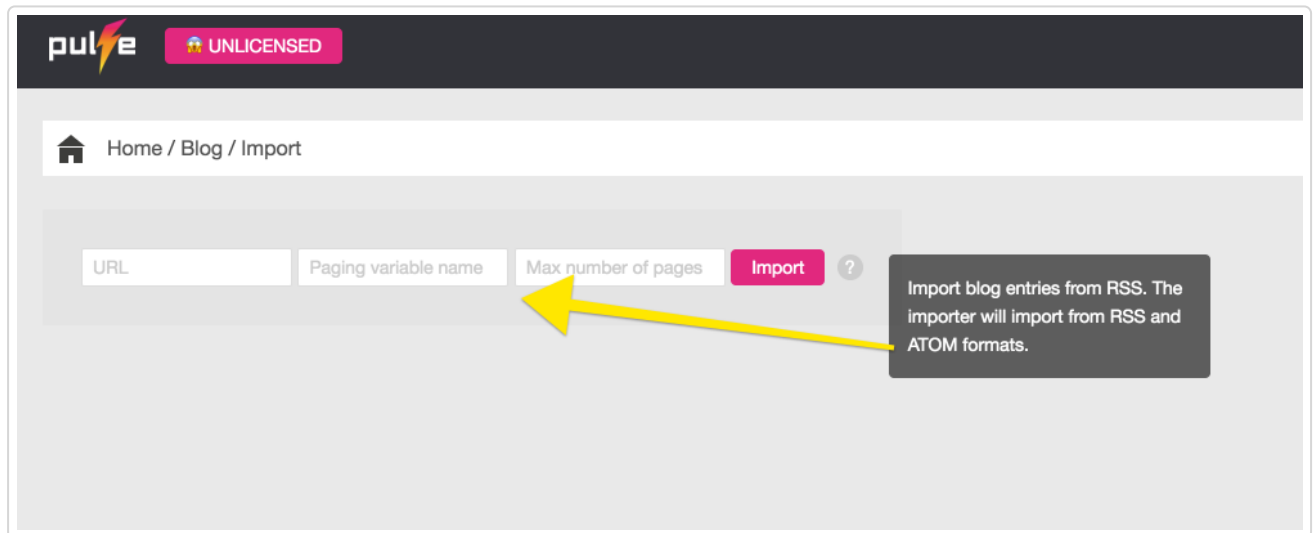 pulse
😱 UNLICENSED
Home / Blog / Import
URL
Paging variable name
Max number of pages
Import
?
Import blog entries from RSS. The
importer will import from RSS and
ATOM formats.